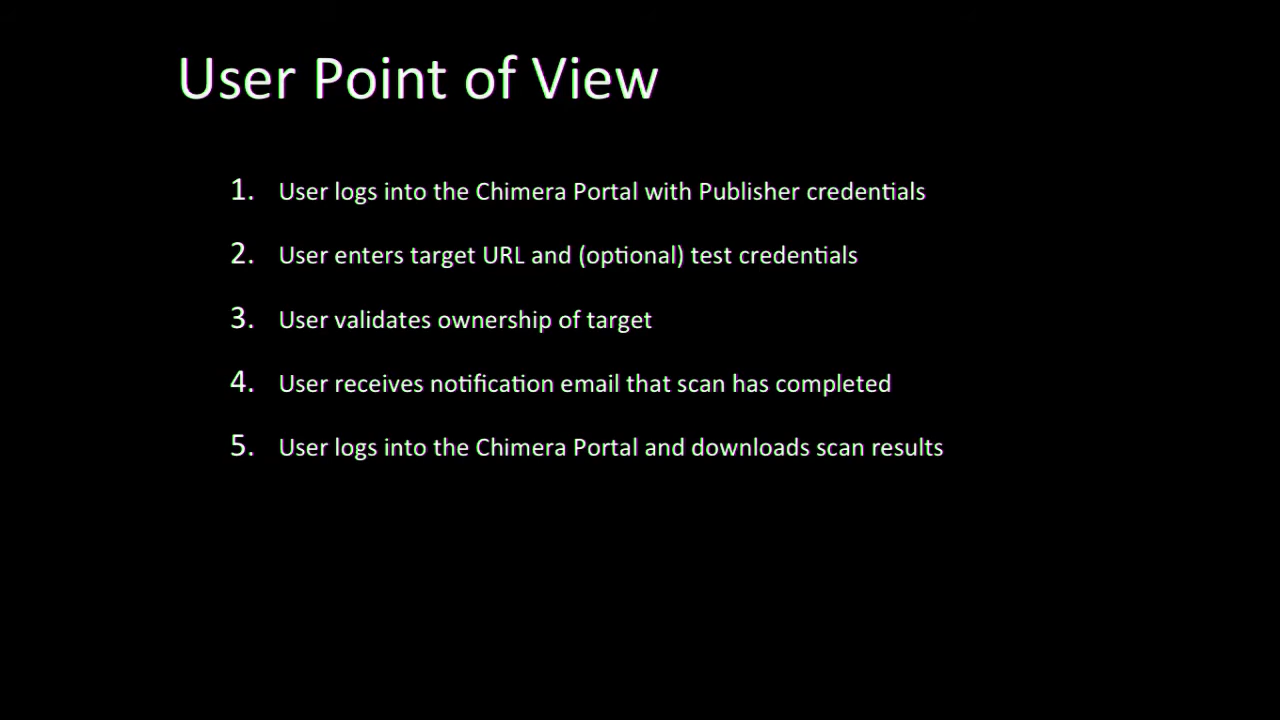 User Point of View
1. User logs into the Chimera Portal with Publisher credentials
2. User enters target URL and (optional) test credentials
3. User validates ownership of target
4. User receives notification email that scan has completed
5. User logs into the Chimera Portal and downloads scan results